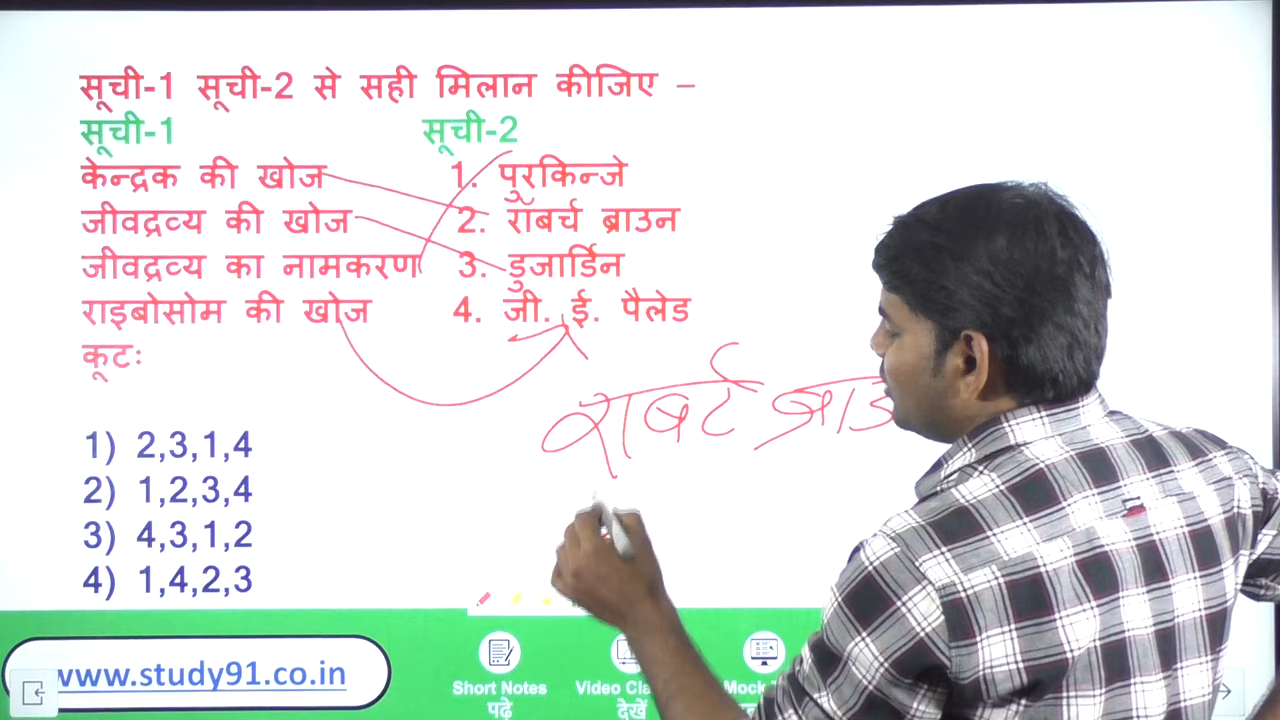 सूची-1 सूची-2 से सही मिलान कीजिए –
सूची-1 सूची-2
केन्द्रक की खोज 1. पुरकिन्जे
जीवद्रव्य की खोज 2. रॉबर्च ब्राउन
जीवद्रव्य का नामकरण 3. डुजार्डिन
राइबोसोम की खोज 4. जी. ई. पैलेड
कूटः
राबर्ट ब्राउ
1) 2,3,1,4
2) 1,2,3,4
3) 4,3,1,2
4) 1,4,2,3
www.study91.co.in
Short Notes
पढ़े
Video Cla
देखें
Mock